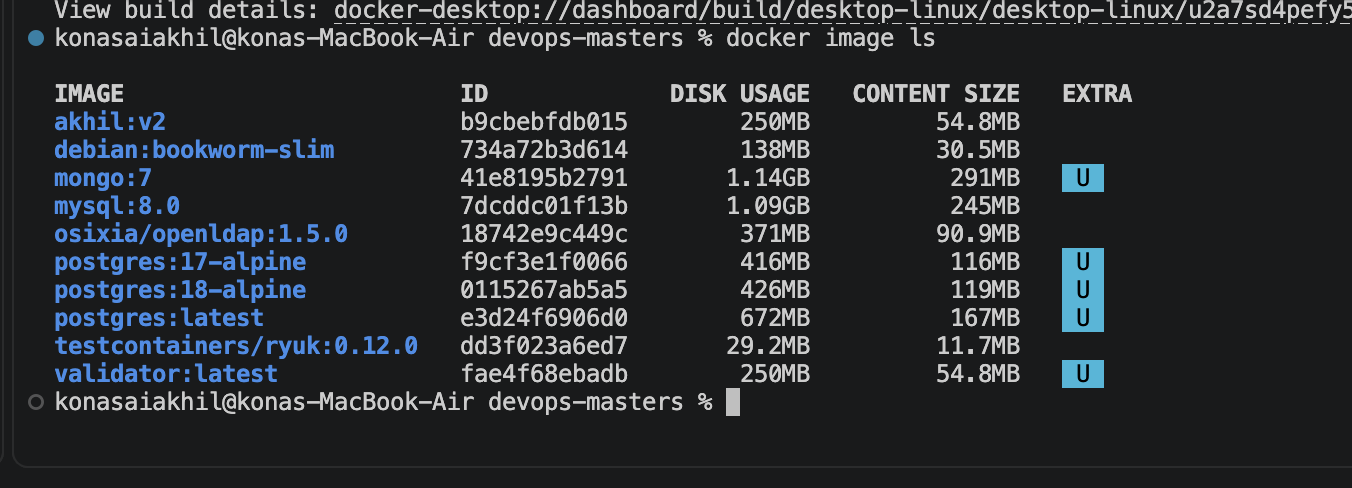 View build details: docker-desktop://dashboard/build/desktop-linux/desktop-linux/u2a7sd4pefy5
konasaiakhil@konas-MacBook-Air devops-masters % docker image ls
IMAGE ID DISK USAGE CONTENT SIZE EXTRA
akhil:v2 b9cbebfdb015 250MB 54.8MB
debian:bookworm-slim 734a72b3d614 138MB 30.5MB
mongo:7 41e8195b2791 1.14GB 291MB U
mysql:8.0 7dcddc01f13b 1.09GB 245MB
osixia/openldap:1.5.0 18742e9c449c 371MB 90.9MB
postgres:17-alpine f9cf3e1f0066 416MB 116MB U
postgres:18-alpine 0115267ab5a5 426MB 119MB U
postgres:latest e3d24f6906d0 672MB 167MB U
testcontainers/ryuk:0.12.0 dd3f023a6ed7 29.2MB 11.7MB
validator:latest fae4f68ebadb 250MB 54.8MB U
konasaiakhil@konas-MacBook-Air devops-masters %